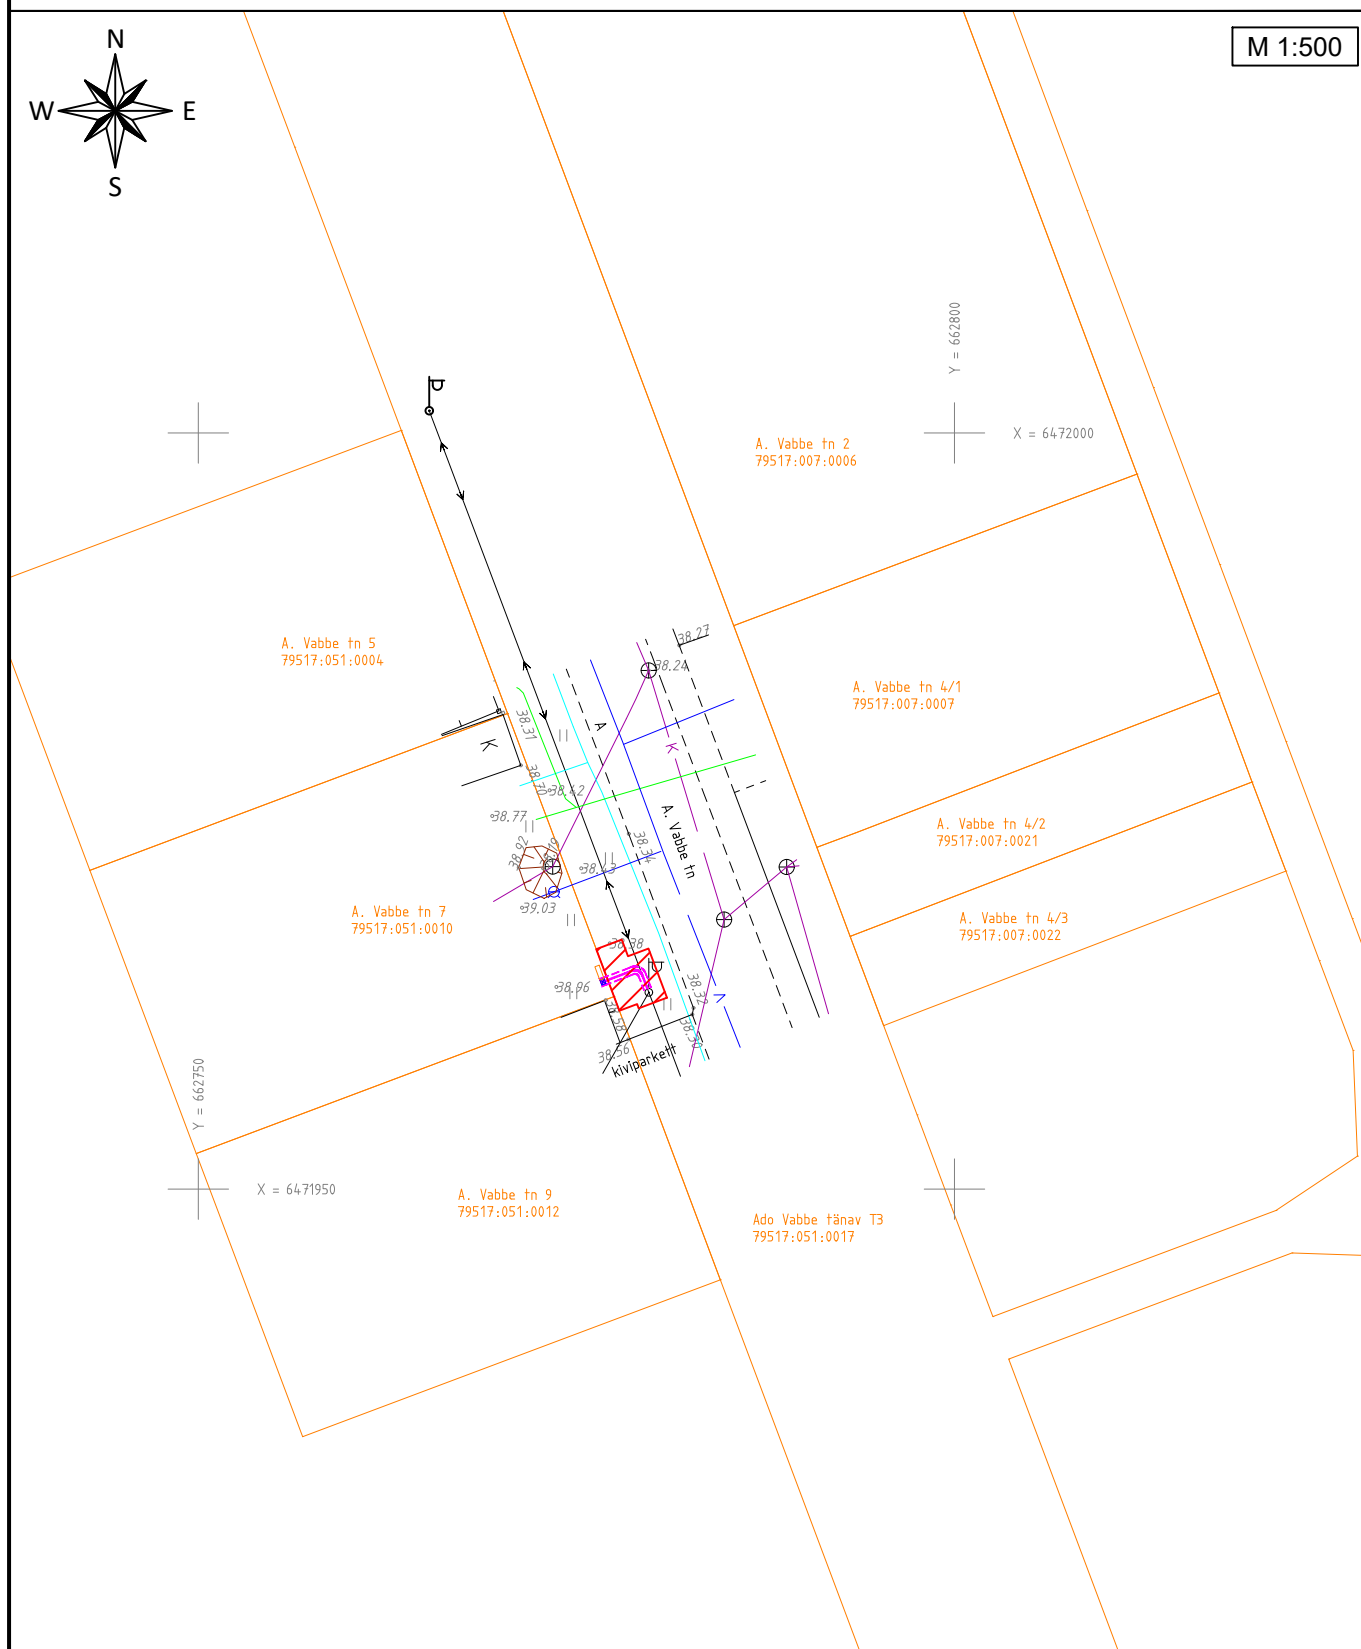 N
M 1:500
W
E
S
Y = 662800
X = 6472000
A. Vabbe tn 2
79517:007:0006
A. Vabbe tn 5
79517:051:0004
38.27
38.24
A. Vabbe tn 4/1
79517:007:0007
38.31
A
K
K
38.70
38.42
38.77
A. Vabbe tn
38.34
A. Vabbe tn 4/2
79517:007:0021
38.92
38.43
39.03
A. Vabbe tn 7
79517:051:0010
A. Vabbe tn 4/3
79517:007:0022
38.38
38.96
38.32
V
38.58
38.30
38.56
kiviparkett
Y = 662750
X = 6471950
A. Vabbe tn 9
79517:051:0012
Ado Vabbe tänav T3
79517:051:0017